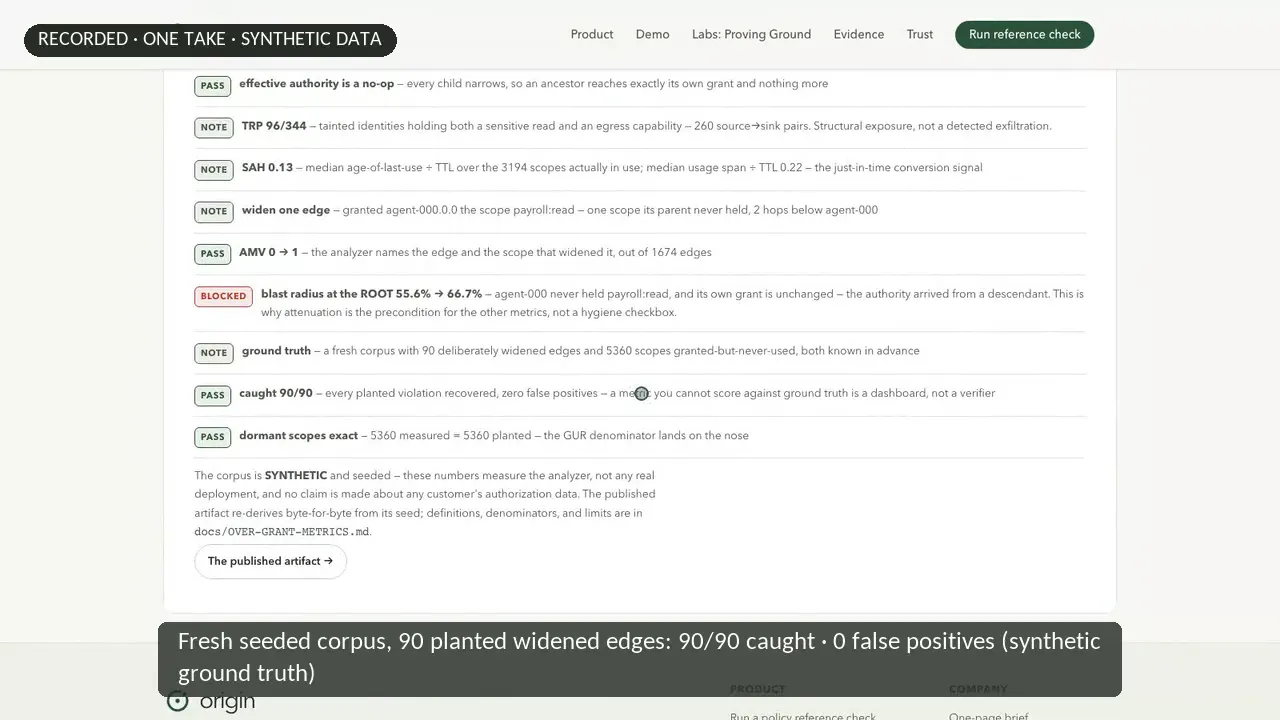 RECORDED · ONE TAKE · SYNTHETIC DATA
Product Demo Labs: Proving Ground Evidence Trust Run reference check
PASS effective authority is a no-op — every child narrows, so an ancestor reaches exactly its own grant and nothing more
NOTE TRP 96/344 — tainted identities holding both a sensitive read and an egress capability — 260 source→sink pairs. Structural exposure, not a detected exfiltration.
NOTE SAH 0.13 — median age-of-last-use ÷ TTL over the 3194 scopes actually in use; median usage span ÷ TTL 0.22 — the just-in-time conversion signal
NOTE widen one edge — granted agent-000.0.0 the scope payroll:read — one scope its parent never held, 2 hops below agent-000
PASS AMV 0 → 1 — the analyzer names the edge and the scope that widened it, out of 1674 edges
BLOCKED blast radius at the ROOT 55.6% → 66.7% — agent-000 never held payroll:read, and its own grant is unchanged — the authority arrived from a descendant. This is
why attenuation is the precondition for the other metrics, not a hygiene checkbox.
NOTE ground truth — a fresh corpus with 90 deliberately widened edges and 5360 scopes granted-but-never-used, both known in advance
PASS caught 90/90 — every planted violation recovered, zero false positives — a metric you cannot score against ground truth is a dashboard, not a verifier
PASS dormant scopes exact — 5360 measured = 5360 planted — the GUR denominator lands on the nose
The corpus is SYNTHETIC and seeded — these numbers measure the analyzer, not any real
deployment, and no claim is made about any customer's authorization data. The published
artifact re-derives byte-for-byte from its seed; definitions, denominators, and limits are in
docs/OVER-GRANT-METRICS.md.
The published artifact →
Fresh seeded corpus, 90 planted widened edges: 90/90 caught · 0 false positives (synthetic
ground truth)
origin
PRODUCT COMPANY
Run a policy reference check One-page brief